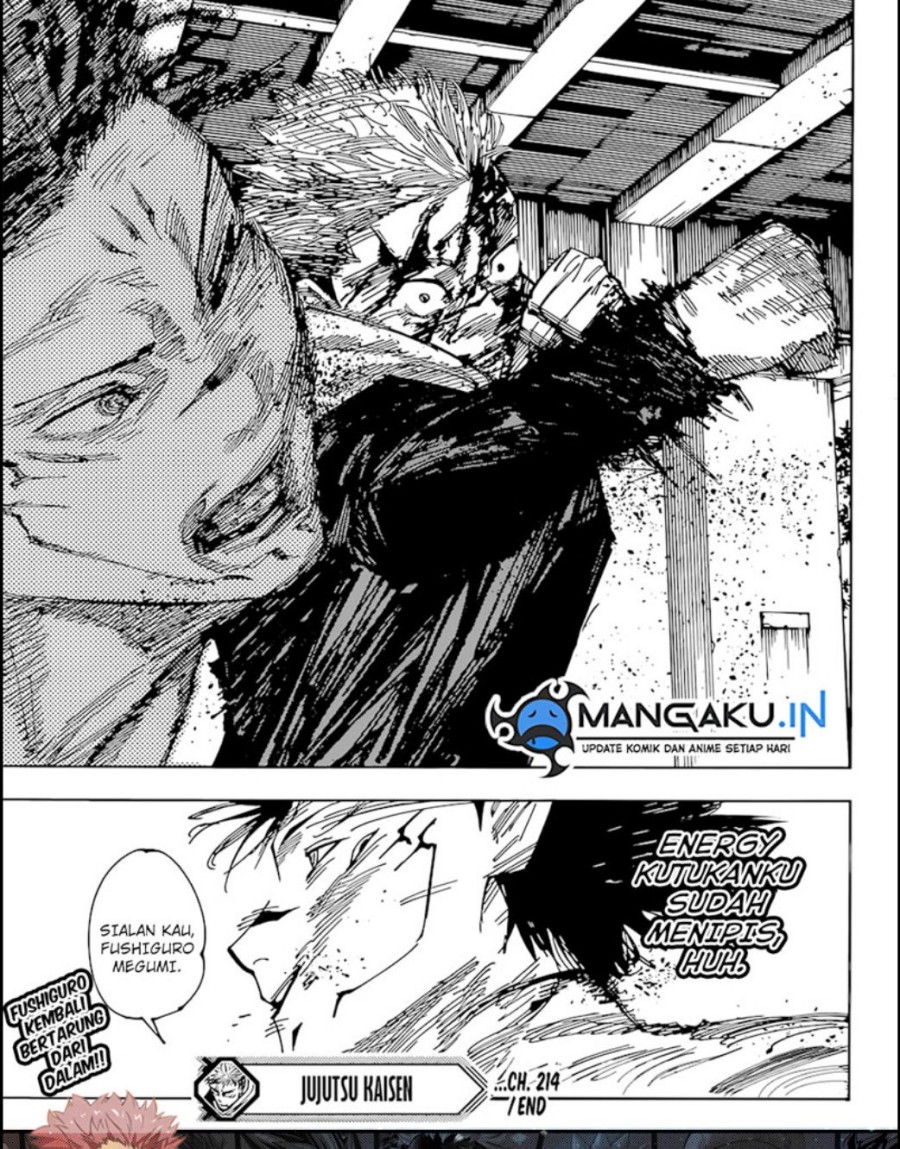 MANGAKU.IN
UPDATE KOMIK DAN ANIME SETIAP HARI
ENERGY
KUTUKANKU
SUDAH
MENIPIS,
HUH.
SIALAN KAU,
FUSHIGURO
MEGUMI.
FUSHIGURO
KEMBALI
BERTARUNG
DARI
DALAM!!
JUJUTSU KAISEN
...CH. 214
/ END